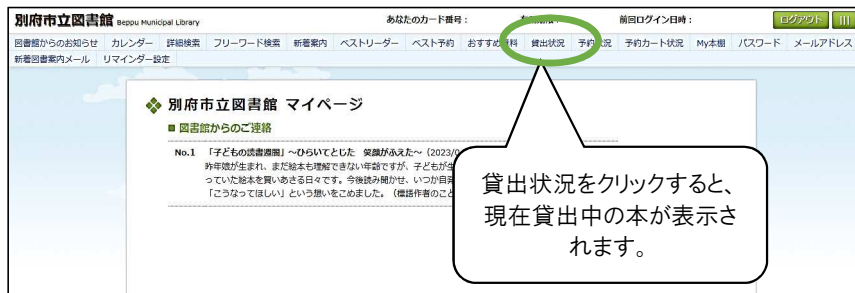 別府市立図書館 Beppu Municipal Library あなたのカード番号： 前回ログイン日時： ログアウト
図書館からのお知らせ カレンダー 詳細検索 フリーワード検索 新着案内 ベストリーダー ベスト予約 おすすめ資料 貸出状況 予約状況 予約カート状況 My本棚 パスワード メールアドレス
新着図書案内メール リマインダー設定
別府市立図書館 マイページ
■ 図書館からのご連絡
No.1 「子どもの読書週間」～ひらいてとじた 笑顔がふえた～（2023/0
昨年娘が生まれ、まだ絵本も理解できない年齢ですが、子どもが生
っていた絵本を買いあさる日々です。今後読み聞かせ、いつか自発
「こうなってほしい」という想いをこめました。（標語作者のこと
貸出状況をクリックすると、
現在貸出中の本が表示さ
れます。